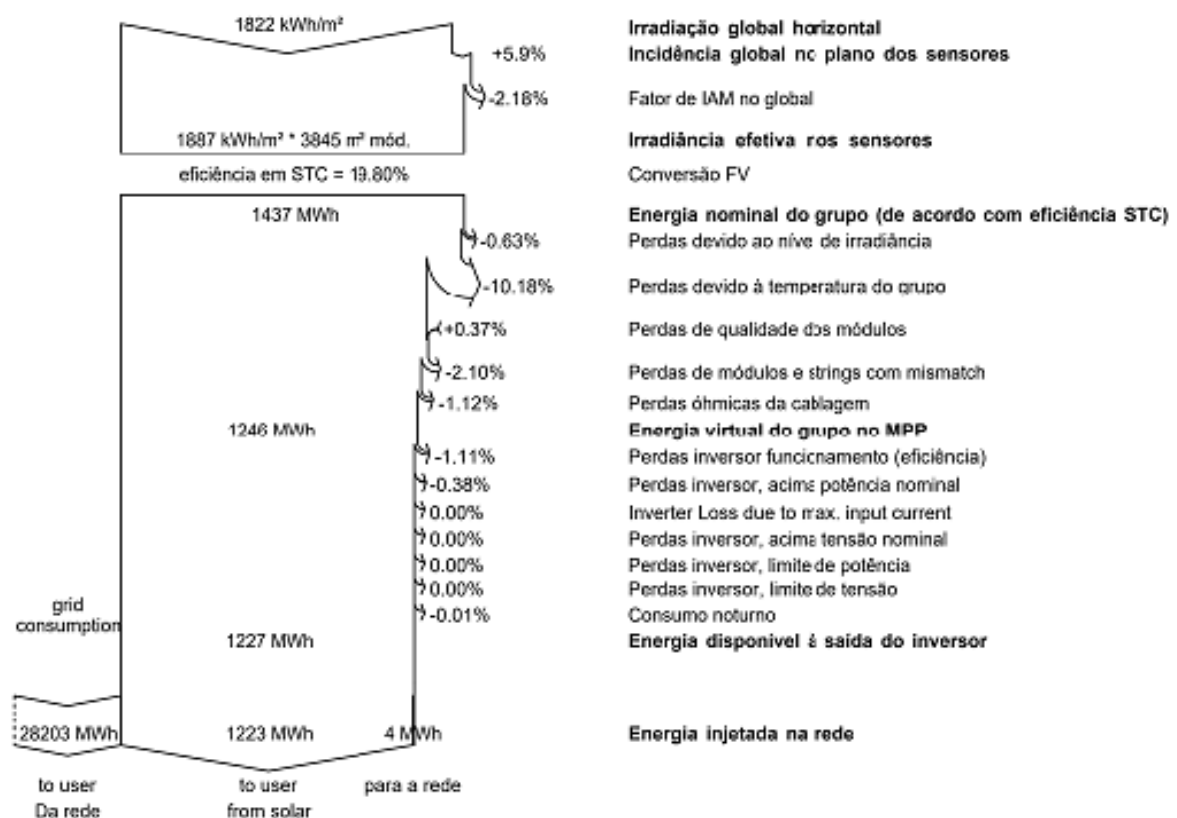 1822 kWh/m² Irradiação global horizontal
+5.9% Incidência global no plano dos sensores
-2.18% Fator de IAM no global
1887 kWh/m² * 3845 m² mód. Irradiância efetiva nos sensores
eficiência em STC = 19.80% Conversão FV
1437 MWh Energia nominal do grupo (de acordo com eficiência STC)
-0.63% Perdas devido ao nível de irradiância
-10.18% Perdas devido à temperatura do grupo
+0.37% Perdas de qualidade dos módulos
-2.10% Perdas de módulos e strings com mismatch
-1.12% Perdas óhmicas da cablagem
1246 MWh Energia virtual do grupo no MPP
-1.11% Perdas inversor funcionamento (eficiência)
-0.38% Perdas inversor, acima potência nominal
0.00% Inverter Loss due to max. input current
0.00% Perdas inversor, acima tensão nominal
0.00% Perdas inversor, limite de potência
0.00% Perdas inversor, limite de tensão
grid
consumption
-0.01% Consumo noturno
1227 MWh Energia disponível à saída do inversor
28203 MWh 1223 MWh 4 MWh Energia injetada na rede
to user to user para a rede
Da rede from solar